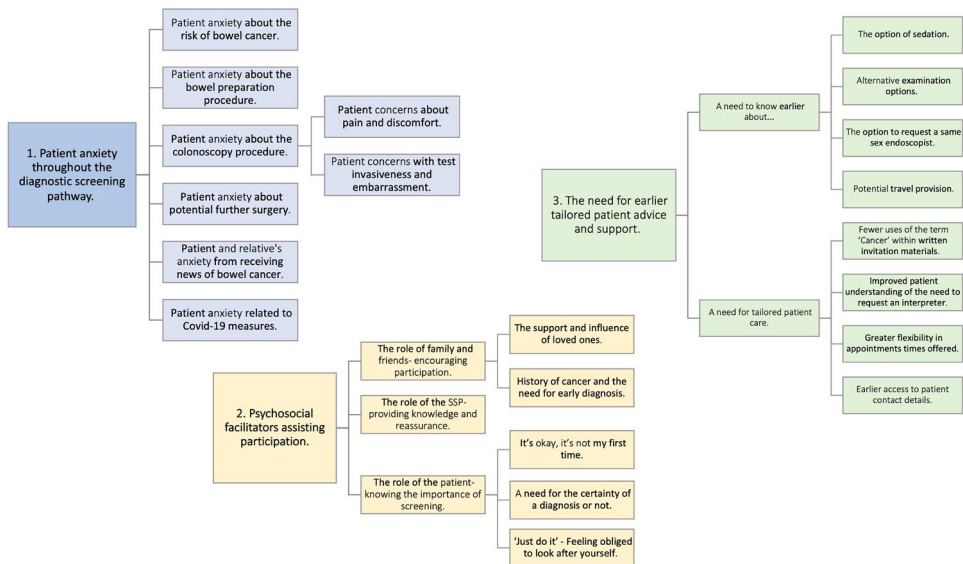 1. Patient anxiety
throughout the
diagnostic screening
pathway.
Patient anxiety about the
risk of bowel cancer.
Patient anxiety about the
bowel preparation
procedure.
Patient anxiety about the
colonoscopy procedure.
Patient concerns about
pain and discomfort.
Patient concerns with test
invasiveness and
embarrassment.
Patient anxiety about
potential further surgery.
Patient and relative's
anxiety from receiving
news of bowel cancer.
Patient anxiety related to
Covid-19 measures.
2. Psychosocial
facilitators assisting
participation.
The role of family and
friends- encouraging
participation.
The support and influence
of loved ones.
History of cancer and the
need for early diagnosis.
The role of the SSP-
providing knowledge and
reassurance.
The role of the patient-
knowing the importance of
screening.
It's okay, it's not my first
time.
A need for the certainty of
a diagnosis or not.
'Just do it' - Feeling obliged
to look after yourself.
3. The need for earlier
tailored patient advice
and support.
A need to know earlier
about...
The option of sedation.
Alternative examination
options.
The option to request a same
sex endoscopist.
Potential travel provision.
A need for tailored patient
care.
Fewer uses of the term
'Cancer' within written
invitation materials.
Improved patient
understanding of the need to
request an interpreter.
Greater flexibility in
appointments times offered.
Earlier access to patient
contact details.